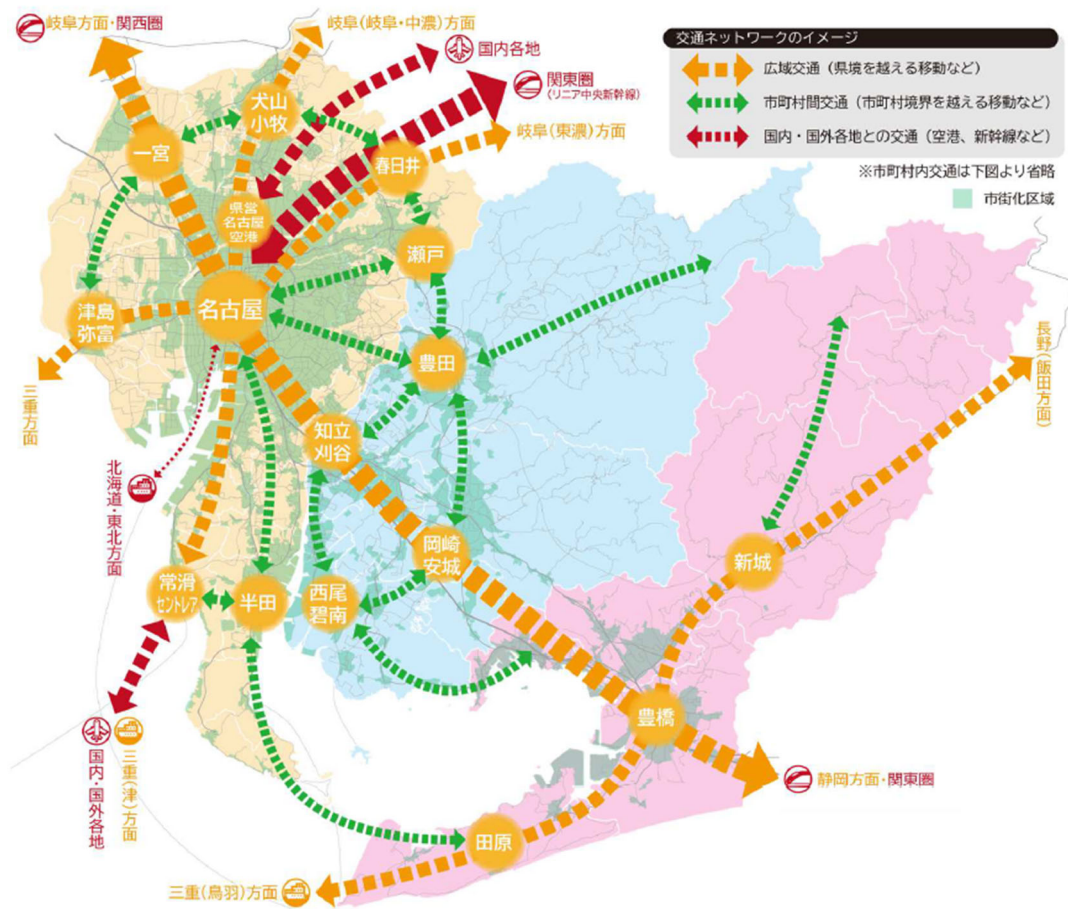 岐阜方面・関西圏
岐阜(岐阜・中濃)方面
国内各地
関東圏
(リニア中央新幹線)
岐阜(東濃)方面
交通ネットワークのイメージ
広域交通（県境を越える移動など）
市町村間交通（市町村境界を越える移動など）
国内・国外各地との交通（空港、新幹線など）
※市町村内交通は下図より省略
市街化区域
犬山
小牧
一宮
春日井
県営
名古屋
空港
瀬戸
名古屋
津島
弥富
三重方面
豊田
長野(飯田方面)
知立
刈谷
北海道・東北方面
岡崎
安城
新城
常滑
セントレア
半田
西尾
碧南
豊橋
国内・国外各地
三重(津)方面
静岡方面・関東圏
田原
三重(鳥羽)方面